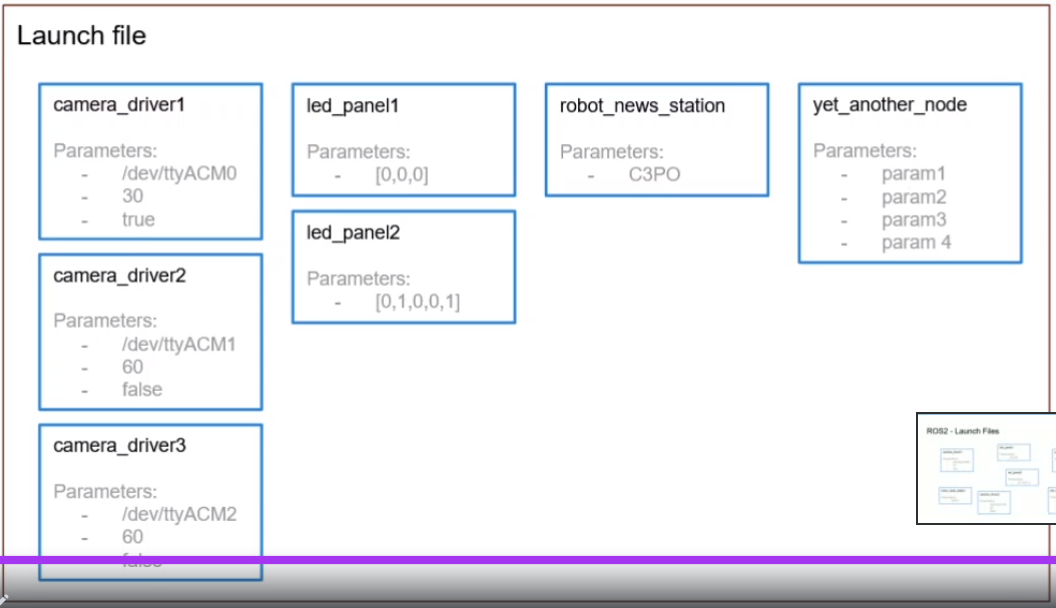 Launch file
camera_driver1
Parameters:
- /dev/ttyACM0
- 30
- true
camera_driver2
Parameters:
- /dev/ttyACM1
- 60
- false
camera_driver3
Parameters:
- /dev/ttyACM2
- 60
- false
led_panel1
Parameters:
- [0,0,0]
led_panel2
Parameters:
- [0,1,0,0,1]
robot_news_station
Parameters:
- C3PO
yet_another_node
Parameters:
- param1
- param2
- param3
- param 4
ROS2 - Launch Files